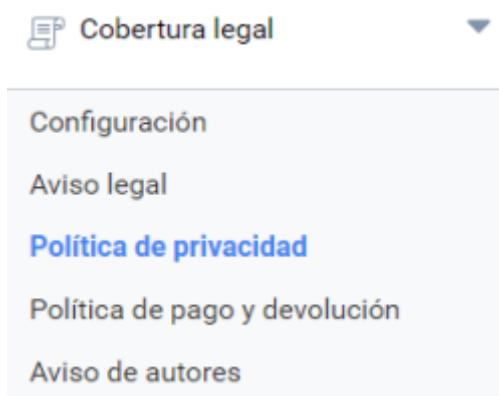 Cobertura legal
Configuración
Aviso legal
Política de privacidad
Política de pago y devolución
Aviso de autores